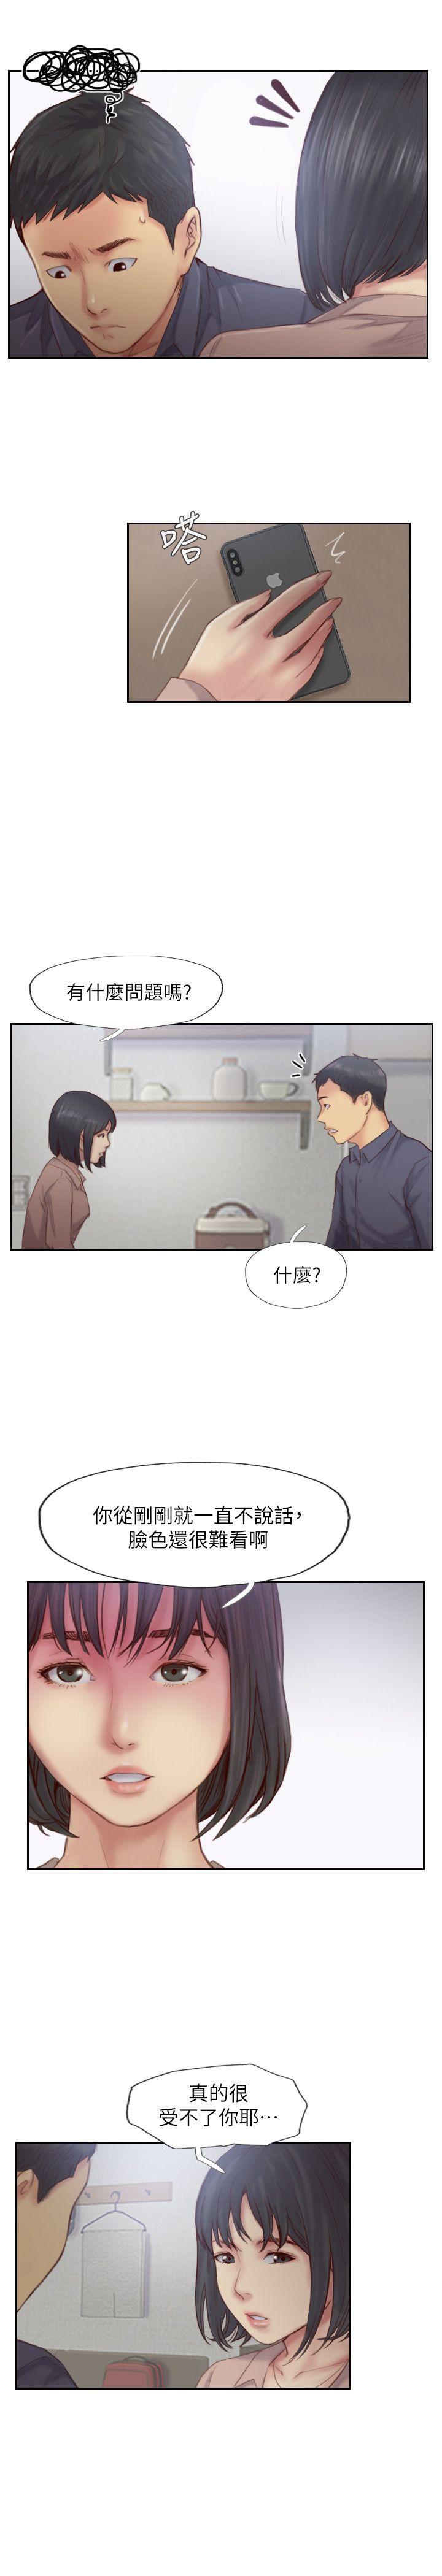 嗒
有什麼問題嗎?
什麼?
你從剛剛就一直不說話，
臉色還很難看啊
真的很
受不了你耶…